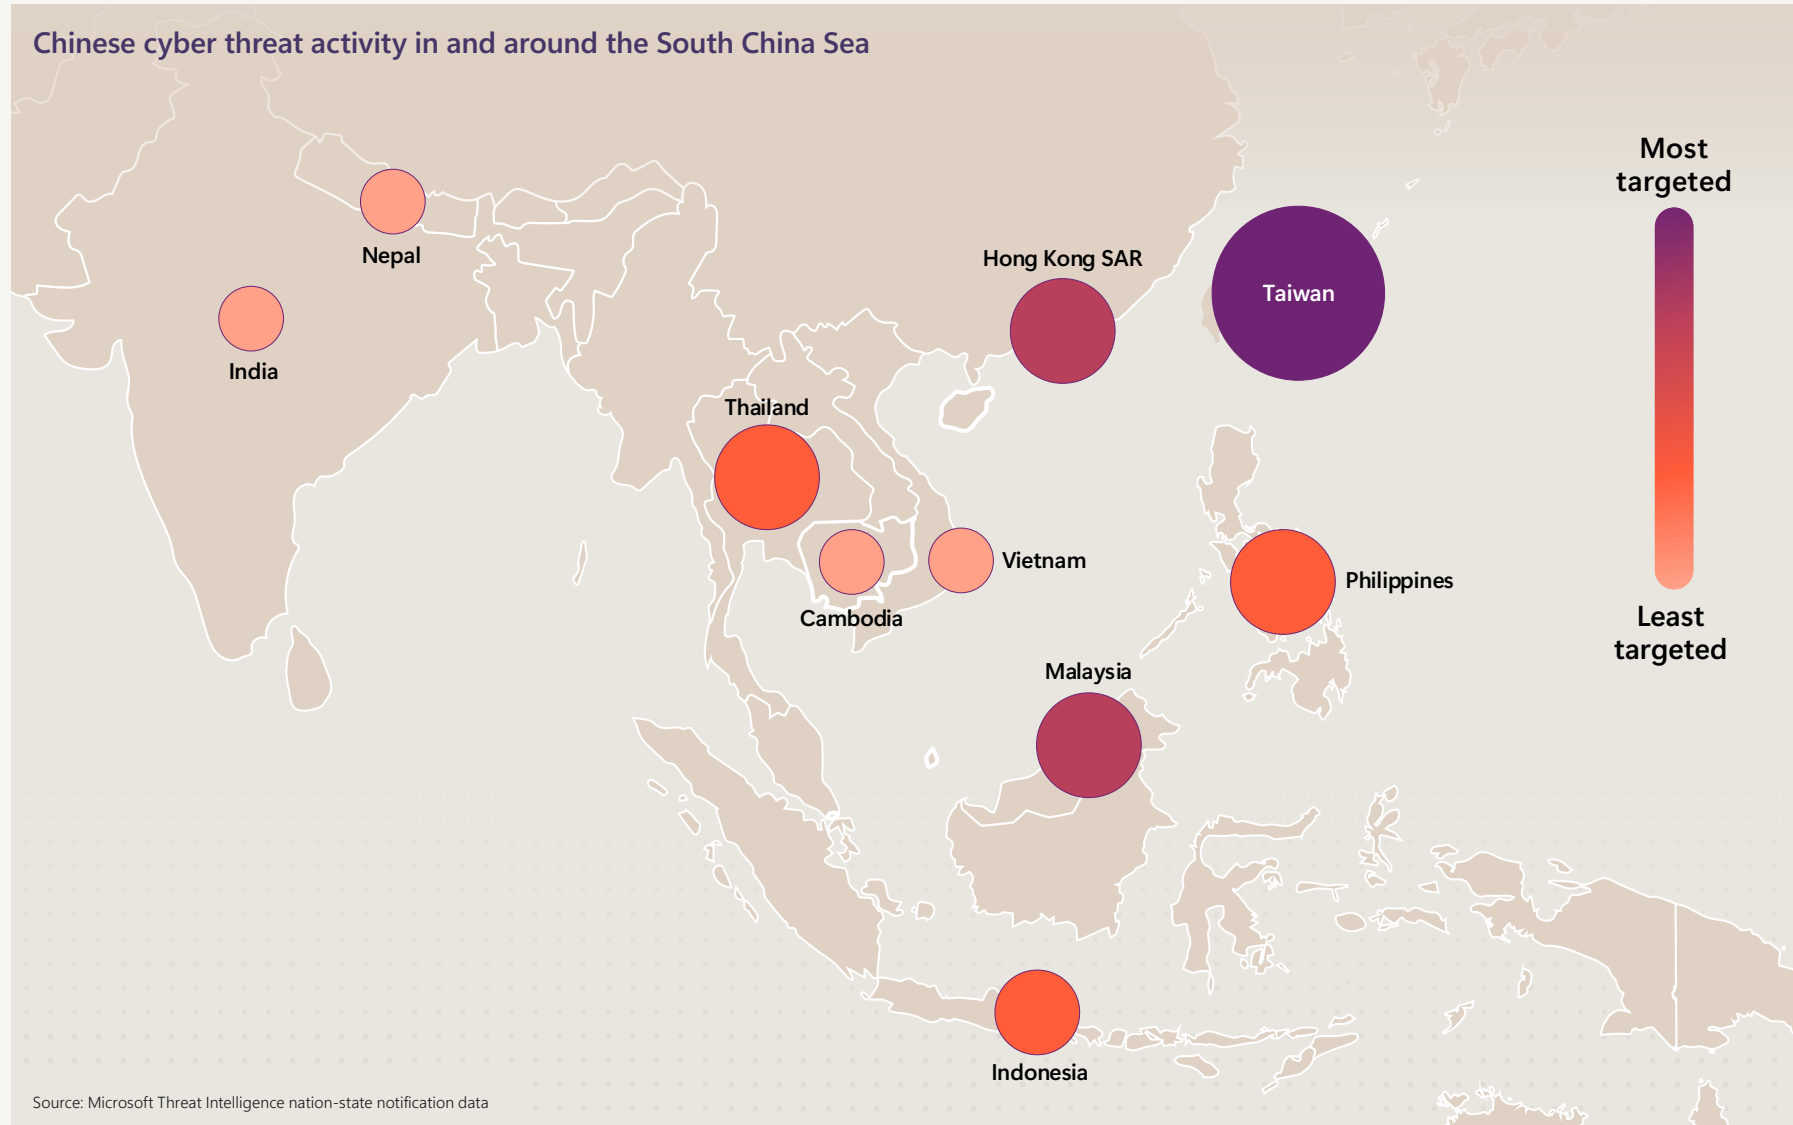 Chinese cyber threat activity in and around the South China Sea
Most
targeted
Nepal
Hong Kong SAR
Taiwan
India
Thailand
Vietnam
Philippines
Cambodia
Least
targeted
Malaysia
Indonesia
Source: Microsoft Threat Intelligence nation-state notification data